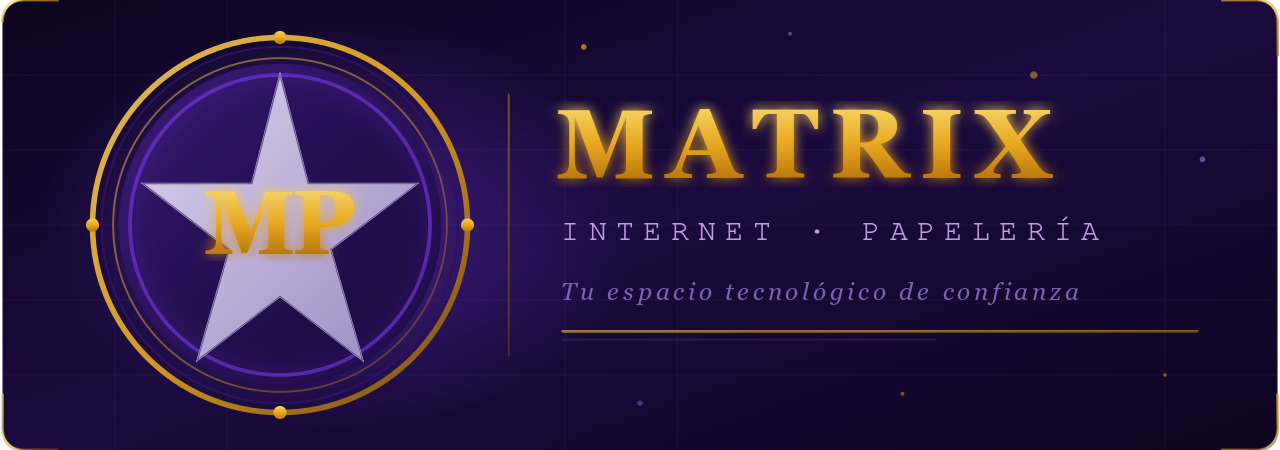 MP
MATRIX
INTERNET · PAPELERÍA
Tu espacio tecnológico de confianza